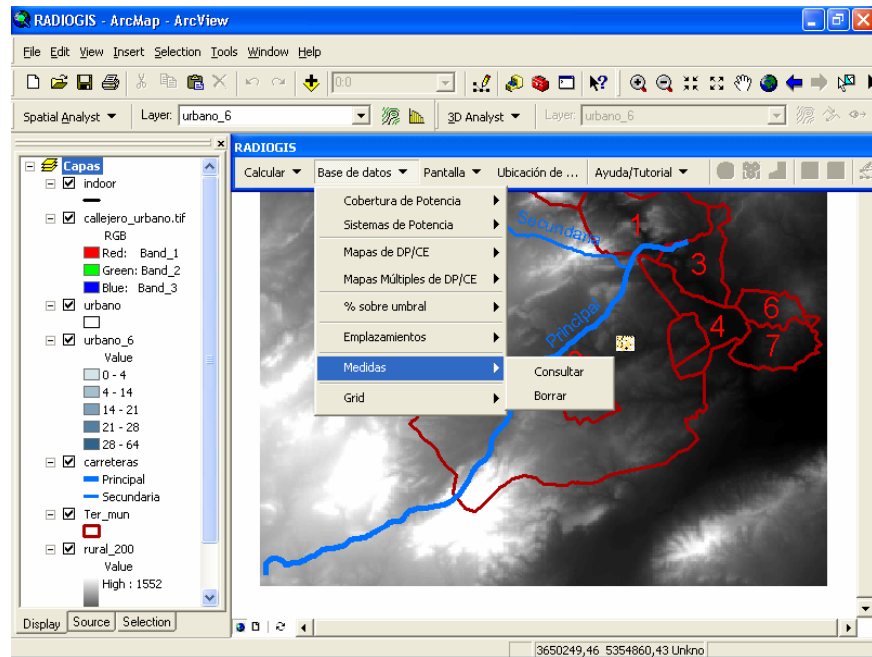 RADIOGIS - ArcMap - ArcView
File Edit View Insert Selection Tools Window Help
0:0
Spatial Analyst Layer: urbano_6 3D Analyst Layer: urbano_6
RADIOGIS
Calcular Base de datos Pantalla Ubicación de ... Ayuda/Tutorial
Capas
indoor
callejero_urbano.tif
RGB
Red: Band_1
Green: Band_2
Blue: Band_3
urbano
urbano_6
Value
0 - 4
4 - 14
14 - 21
21 - 28
28 - 64
carreteras
Principal
Secundaria
Ter_mun
rural_200
Value
High : 1552
Display Source Selection
Cobertura de Potencia
Sistemas de Potencia
Mapas de DP/CE
Mapas Múltiples de DP/CE
% sobre umbral
Emplazamientos
Medidas
Grid
Consultar
Borrar
Secundaria
1
3
Principal
6
4
7
3650249,46 5354860,43 Unkno